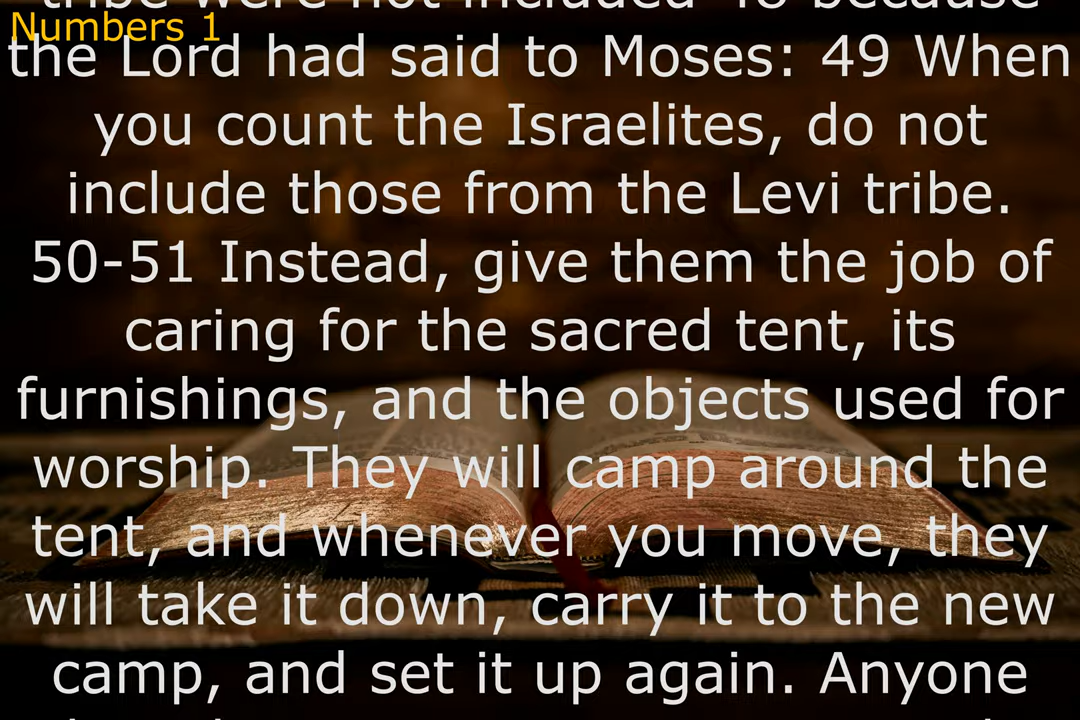 Numbers 1
tribe were not included 48 because
the Lord had said to Moses: 49 When
you count the Israelites, do not
include those from the Levi tribe.
50-51 Instead, give them the job of
caring for the sacred tent, its
furnishings, and the objects used for
worship. They will camp around the
tent, and whenever you move, they
will take it down, carry it to the new
camp, and set it up again. Anyone